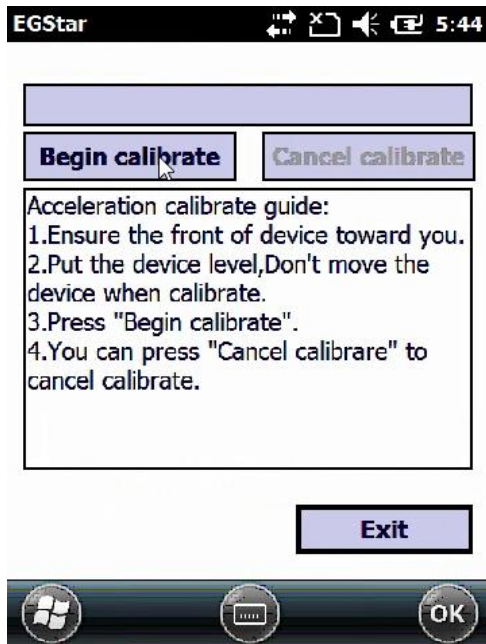 EGStar 5:44
Begin calibrate Cancel calibrate
Acceleration calibrate guide:
1.Ensure the front of device toward you.
2.Put the device level,Don't move the
device when calibrate.
3.Press "Begin calibrate".
4.You can press "Cancel calibrare" to
cancel calibrate.
Exit
OK